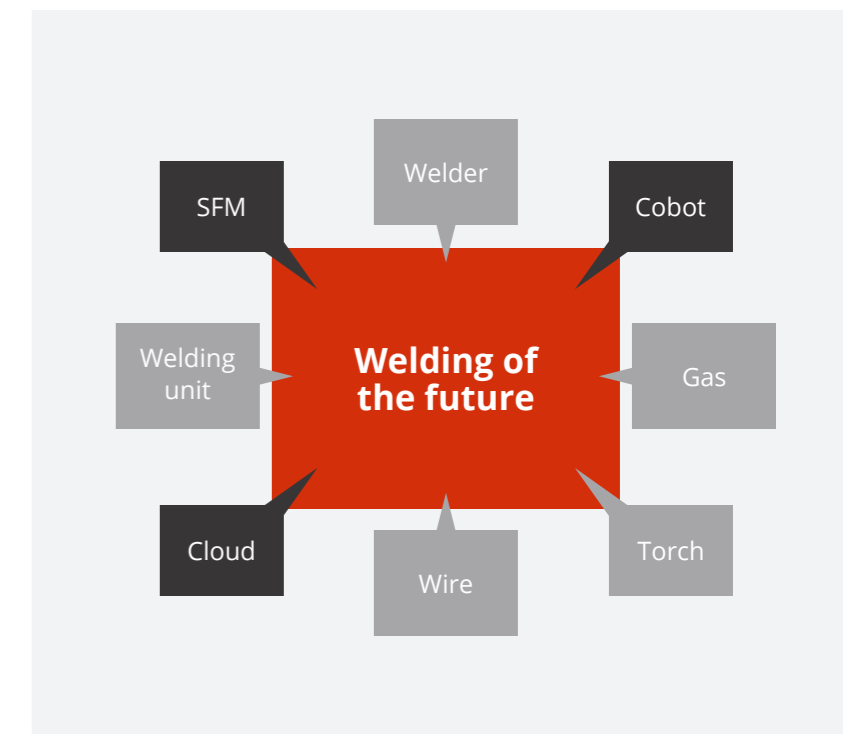 Welder
SFM
Cobot
Welding
unit
Welding of
the future
Gas
Cloud
Torch
Wire